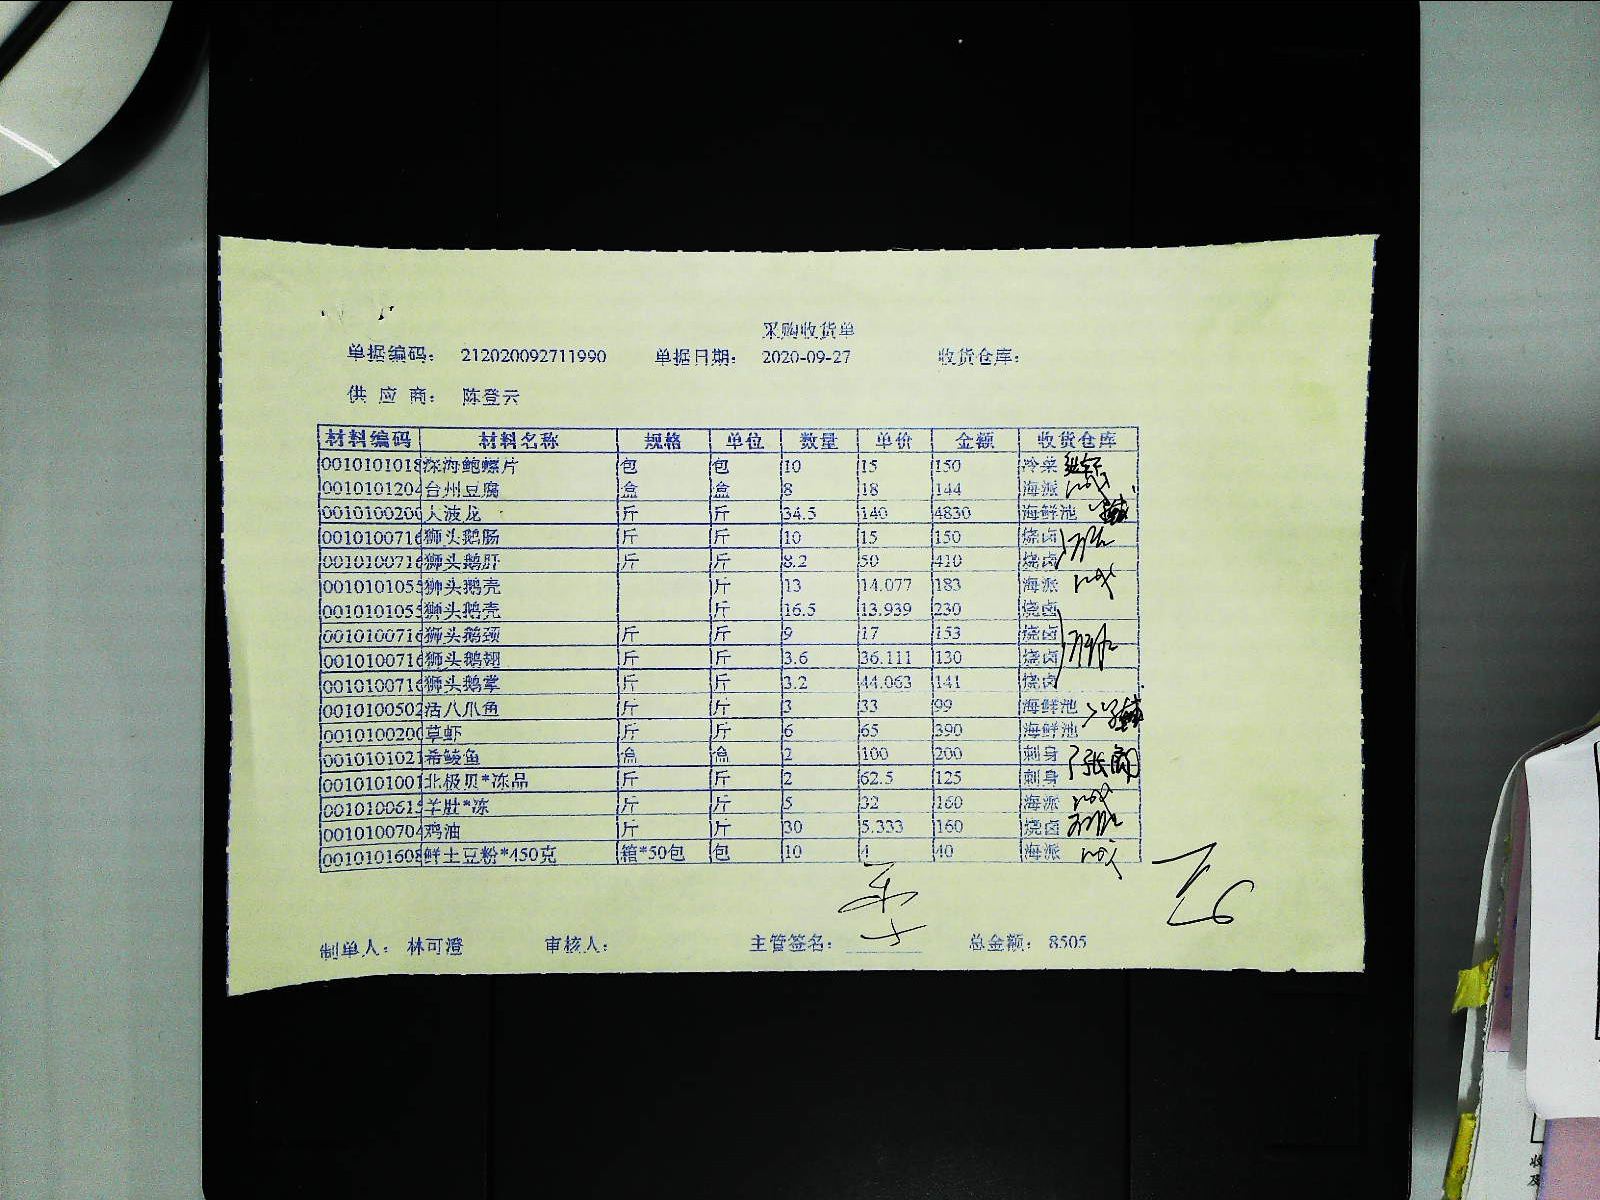 采购收货单
单据编码： 212020092711990 单据日期： 2020-09-27 收货仓库：
供 应 商： 陈登云
材料编码 材料名称 规格 单位 数量 单价 金额 收货仓库
0010101018 深海鲍螺片 包 包 10 15 150 冷菜
0010101204 台州豆腐 盒 盒 8 18 144 海派
001010020 大波龙 斤 斤 34.5 140 4830 海鲜池
001010071 狮头鹅肠 斤 斤 10 15 150 烧卤
001010071 狮头鹅肝 斤 斤 8.2 50 410 烧卤
001010105 狮头鹅壳 斤 13 14.077 183 海派
001010105 狮头鹅壳 斤 16.5 13.939 230 烧卤
001010071 狮头鹅颈 斤 斤 9 17 153 烧卤
001010071 狮头鹅翅 斤 斤 3.6 36.111 130 烧卤
001010071 狮头鹅掌 斤 斤 3.2 44.063 141 烧卤
0010100502 活八爪鱼 斤 斤 3 33 99 海鲜池
001010020 草虾 斤 斤 6 65 390 海鲜池
001010102 希鲮鱼 盒 盒 2 100 200 刺身
0010101001 北极贝*冻品 斤 斤 2 62.5 125 刺身
001010061 羊肚*冻 斤 斤 5 32 160 海派
0010100704 鸡油 斤 斤 30 5.333 160 烧卤
0010101608 鲜土豆粉*450克 箱*50包 包 10 4 40 海派
制单人： 林可澄 审核人： 主管签名： 总金额： 8505